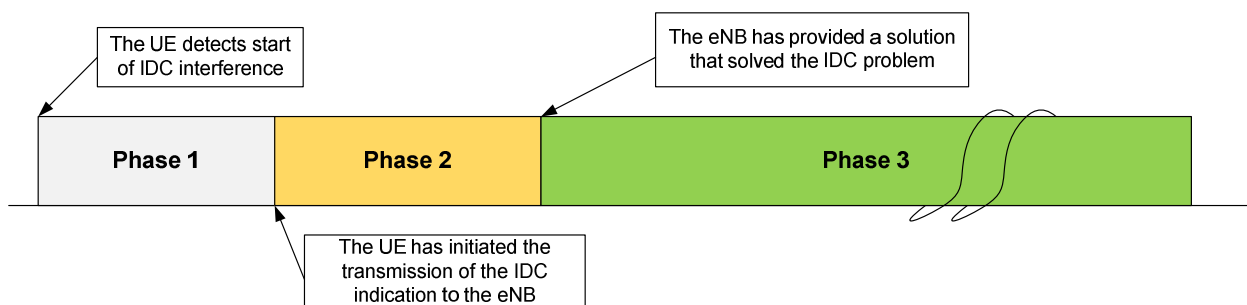 The UE detects start
of IDC interference
The eNB has provided a solution
that solved the IDC problem
Phase 1
Phase 2
Phase 3
The UE has initiated the
transmission of the IDC
indication to the eNB